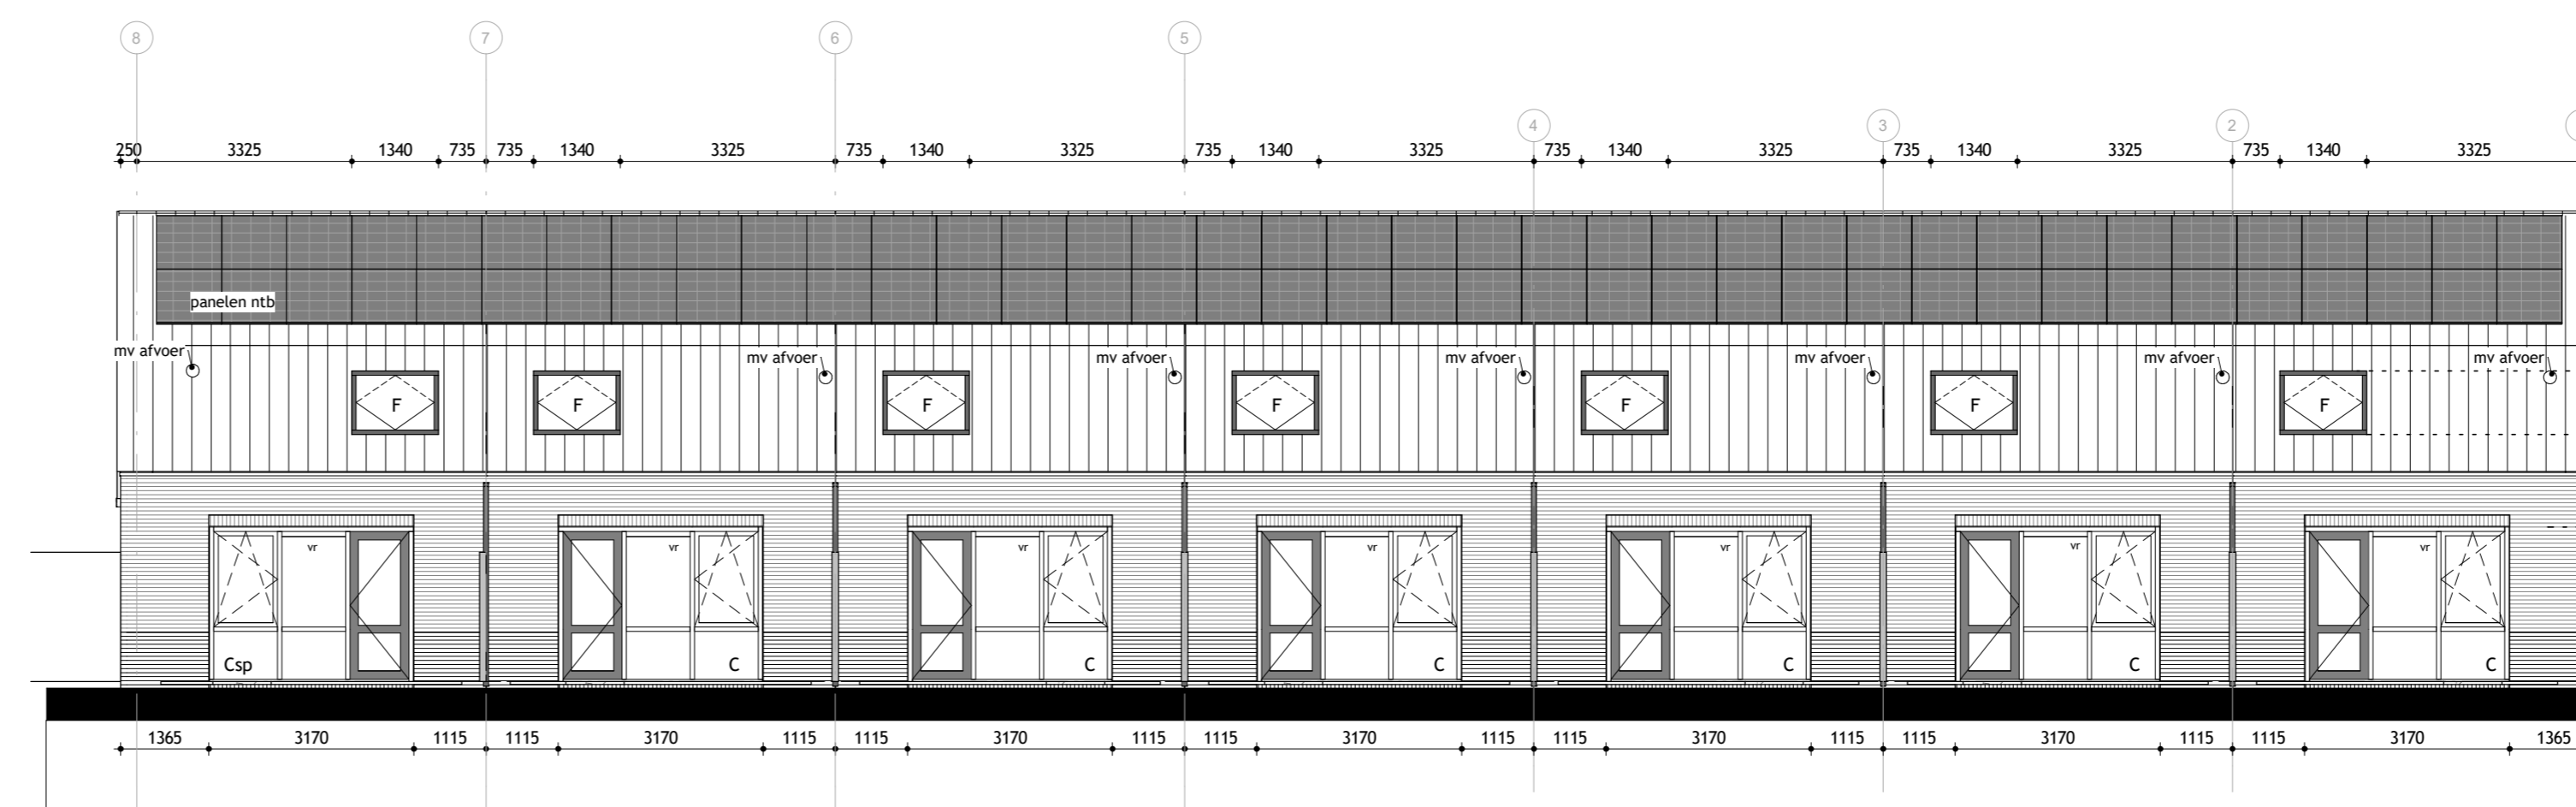 8 7 6 5
4 3 2
250 3325 1340 735 735 1340 3325 735 1340 3325 735 1340 3325 735 1340 3325 735 1340 3325 735 1340 3325
panelen ntb
mv afvoer mv afvoer mv afvoer mv afvoer mv afvoer mv afvoer mv afvoer
F F F F F F F
vr vr vr vr vr vr vr
Csp C C C C C C
1365 3170 1115 1115 3170 1115 1115 3170 1115 1115 3170 1115 1115 3170 1115 1115 3170 1115 1115 3170 1365